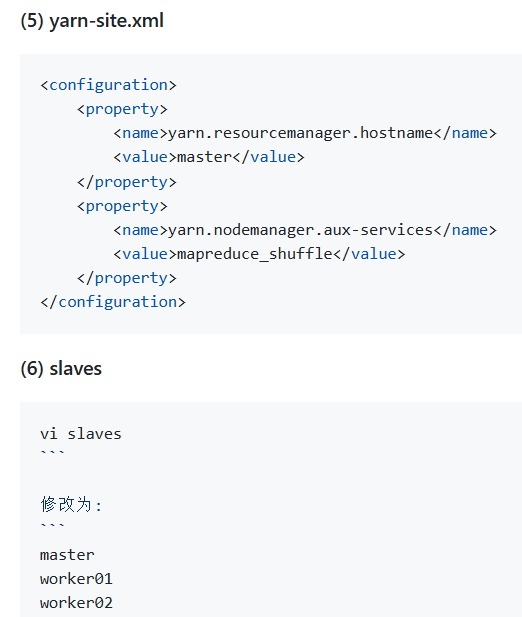 (5) yarn-site.xml
<configuration>
    <property>
        <name>yarn.resourcemanager.hostname</name>
        <value>master</value>
    </property>
    <property>
        <name>yarn.nodemanager.aux-services</name>
        <value>mapreduce_shuffle</value>
    </property>
</configuration>
(6) slaves
vi slaves
```
修改为：
```
master
worker01
worker02